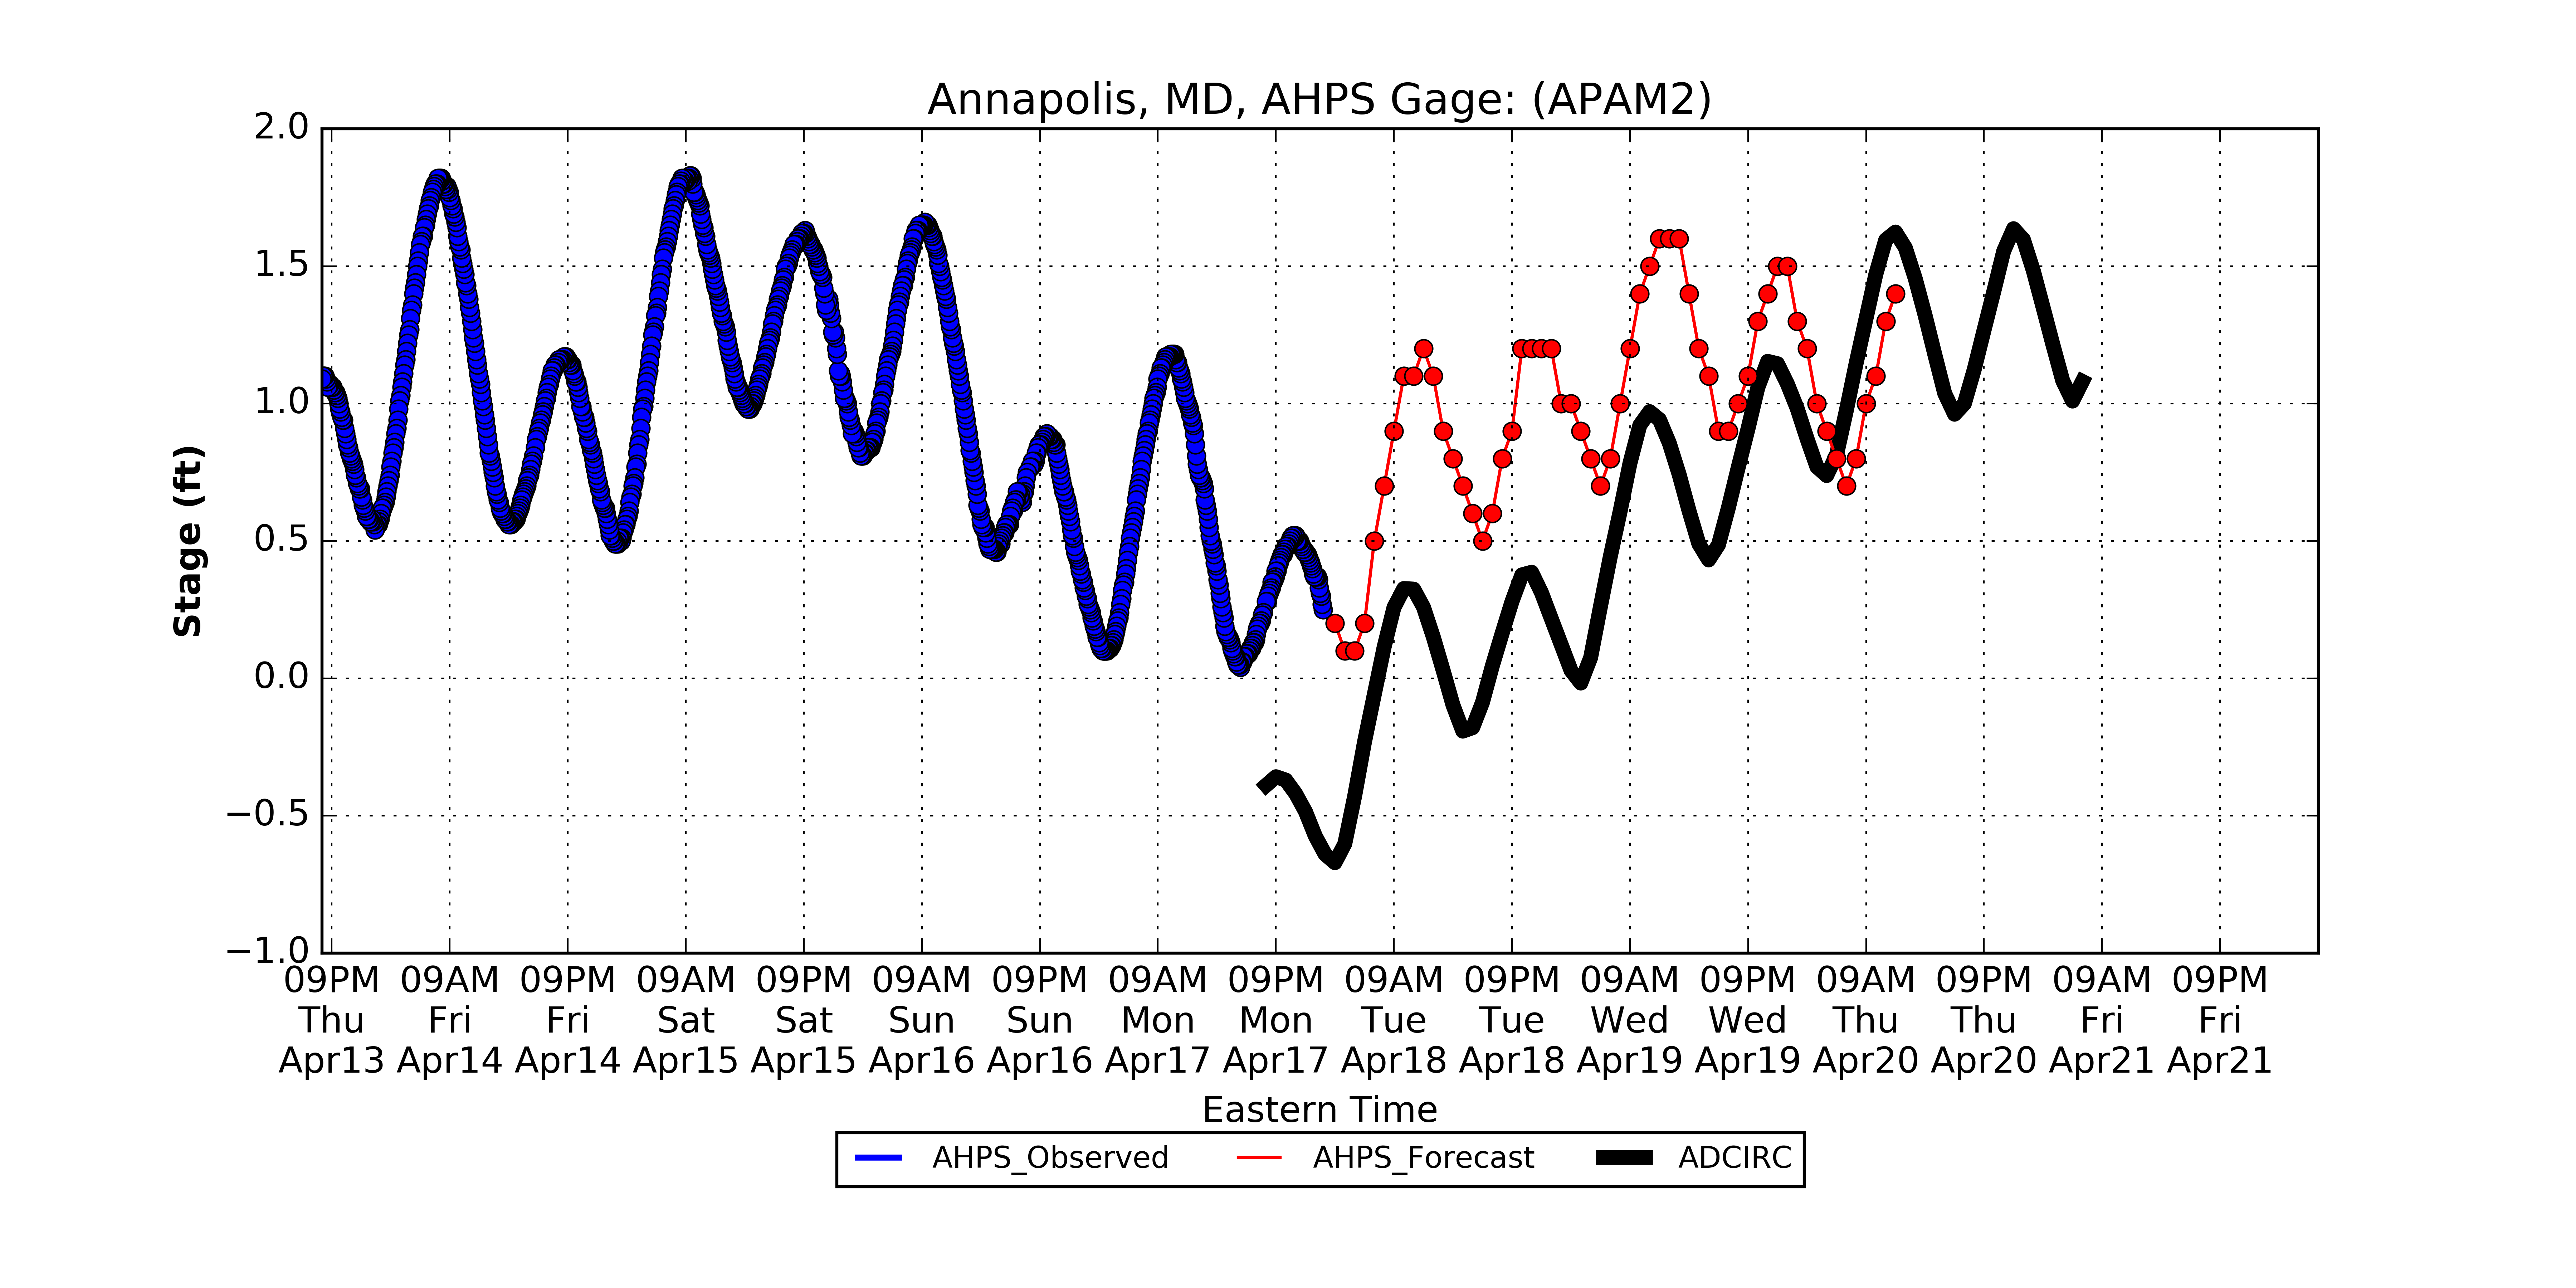 Annapolis, MD, AHPS Gage: (APAM2)
2.0
1.5
1.0
0.5
0.0
−0.5
−1.0
Stage (ft)
09PM 09AM 09PM 09AM 09PM 09AM 09PM 09AM 09PM 09AM 09PM 09AM 09PM 09AM 09PM 09AM 09PM
Thu Fri Fri Sat Sat Sun Sun Mon Mon Tue Tue Wed Wed Thu Thu Fri Fri
Apr13 Apr14 Apr14 Apr15 Apr15 Apr16 Apr16 Apr17 Apr17 Apr18 Apr18 Apr19 Apr19 Apr20 Apr20 Apr21 Apr21
Eastern Time
AHPS_Observed AHPS_Forecast ADCIRC